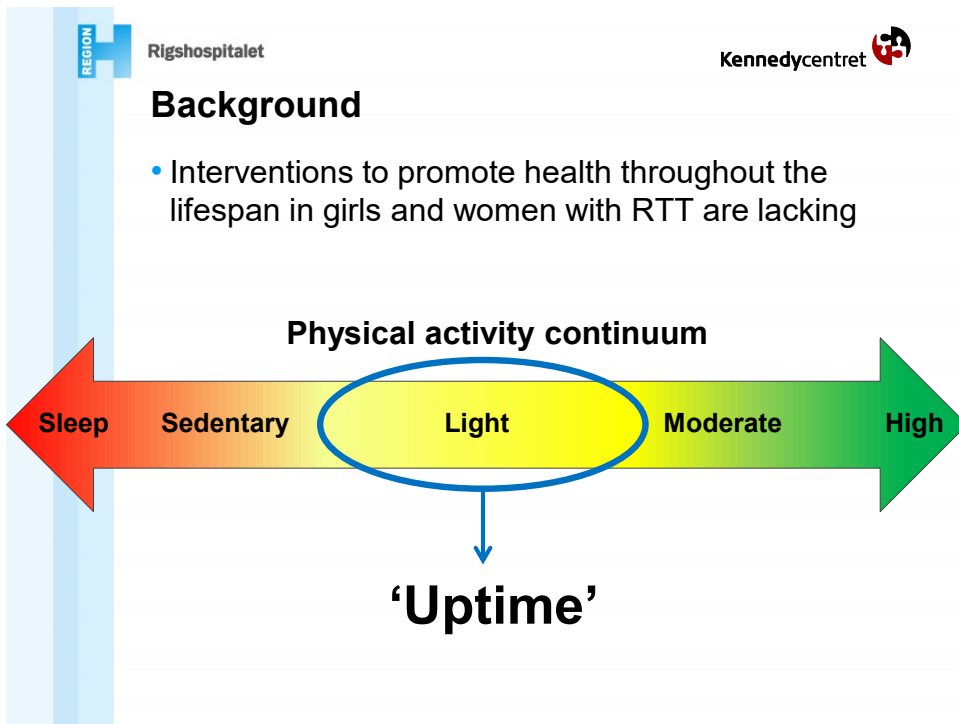 REGION
Rigshospitalet
Kennedycentret
Background
• Interventions to promote health throughout the
lifespan in girls and women with RTT are lacking
Physical activity continuum
Sleep Sedentary Light Moderate High
‘Uptime’